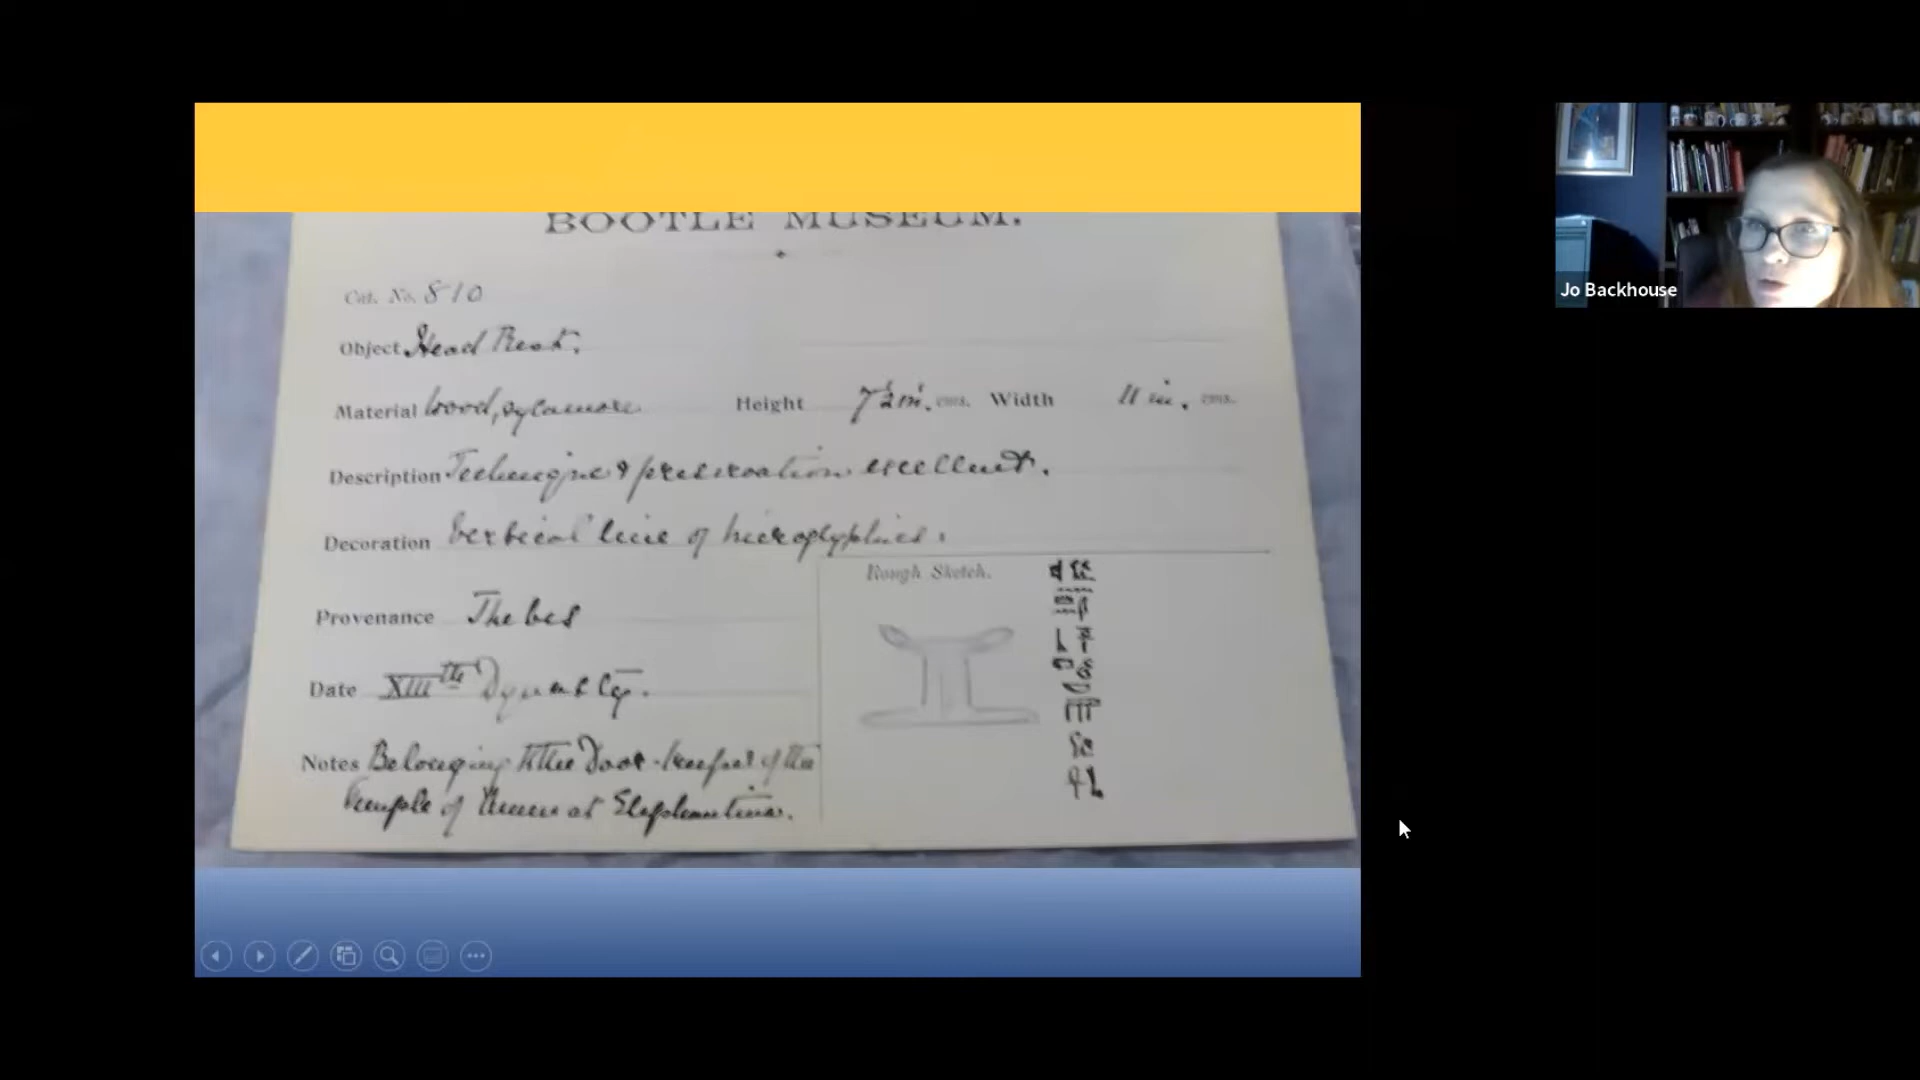 BOOTLE MUSEUM.
Cat. No. 810
Object Head Rest.
Material Wood, sycamore Height 7½ in. cms. Width 11 in. cms.
Description Technique & preservation excellent.
Decoration Vertical line of hieroglyphics.
Rough Sketch.
Provenance Thebes
Date XIIIth Dynasty.
Notes Belonging to the Door-keeper of the
Temple of at Elephantina.
Jo Backhouse